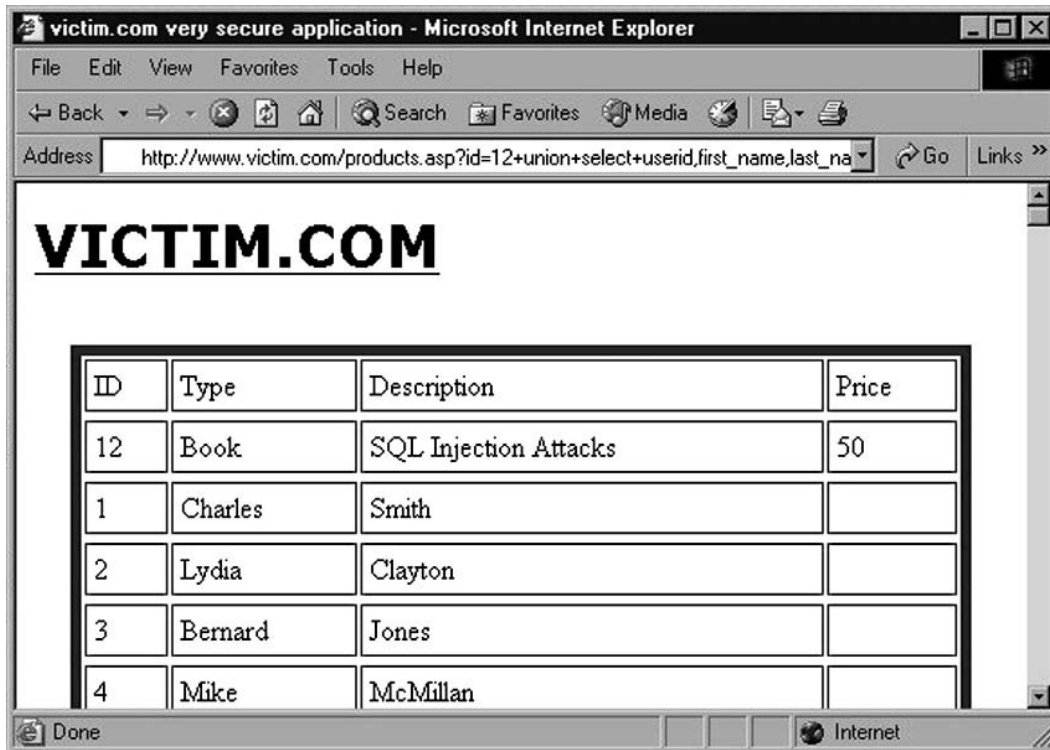 victim.com very secure application - Microsoft Internet Explorer
File Edit View Favorites Tools Help
Back Search Favorites Media
Address http://www.victim.com/products.asp?id=12+union+select+userid,first_name,last_na Go Links »
VICTIM.COM
ID Type Description Price
12 Book SQL Injection Attacks 50
1 Charles Smith
2 Lydia Clayton
3 Bernard Jones
4 Mike McMillan
Done Internet